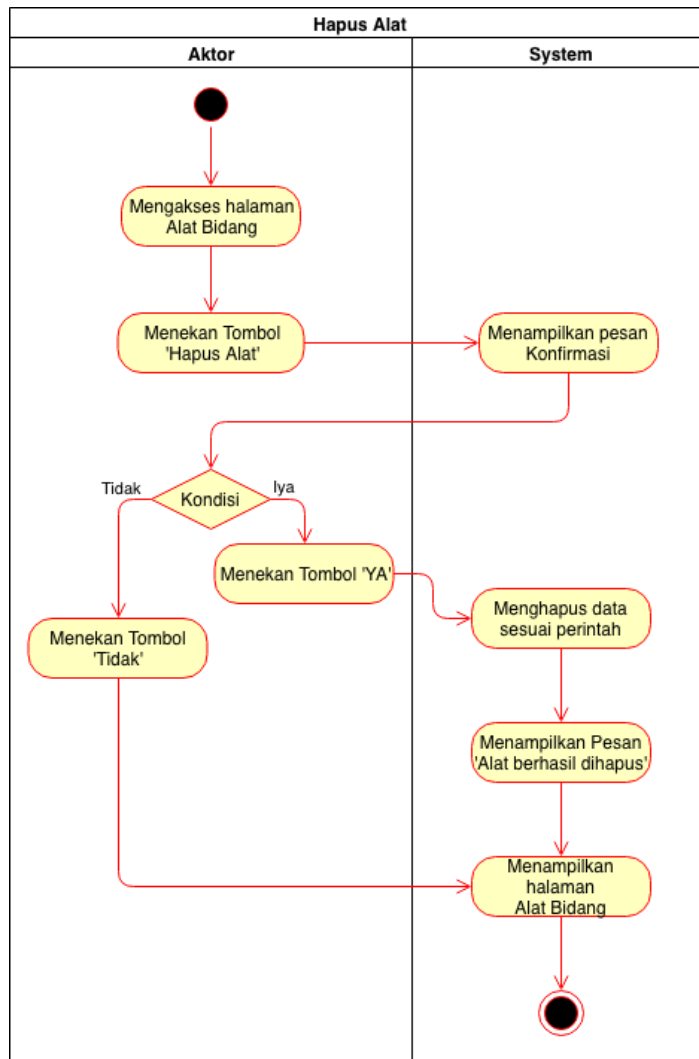 Hapus Alat
Aktor
System
Mengakses halaman
Alat Bidang
Menekan Tombol
'Hapus Alat'
Menampilkan pesan
Konfirmasi
Tidak
Kondisi
Iya
Menekan Tombol 'YA'
Menghapus data
sesuai perintah
Menekan Tombol
'Tidak'
Menampilkan Pesan
'Alat berhasil dihapus'
Menampilkan
halaman
Alat Bidang